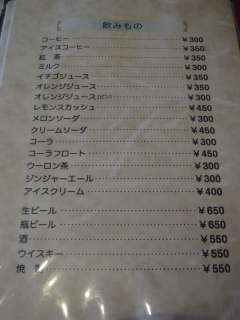 飲みもの
コーヒー ¥300
アイスコーヒー ¥350
紅 茶 ¥350
ミルク ¥300
イチゴジュース ¥350
オレンジジュース ¥350
オレンジジュース ¥300
レモンスカッシュ ¥450
メロンソーダ ¥300
クリームソーダ ¥450
コーラ ¥300
コーラフロート ¥450
ウーロン茶 ¥300
ジンジャーエール ¥300
アイスクリーム ¥400
生ビール ¥650
瓶ビール ¥650
酒 ¥550
ウイスキー ¥550
焼 ¥550